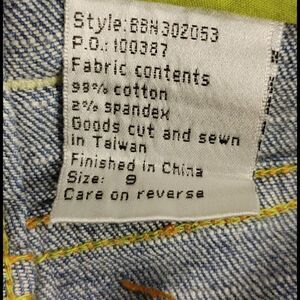 Style:BBN30Z053
P.O.:100387
Fabric contents
98% cotton
2% spandex
Goods cut and sewn
in Taiwan
Finished in China
Size: 9
Care on reverse